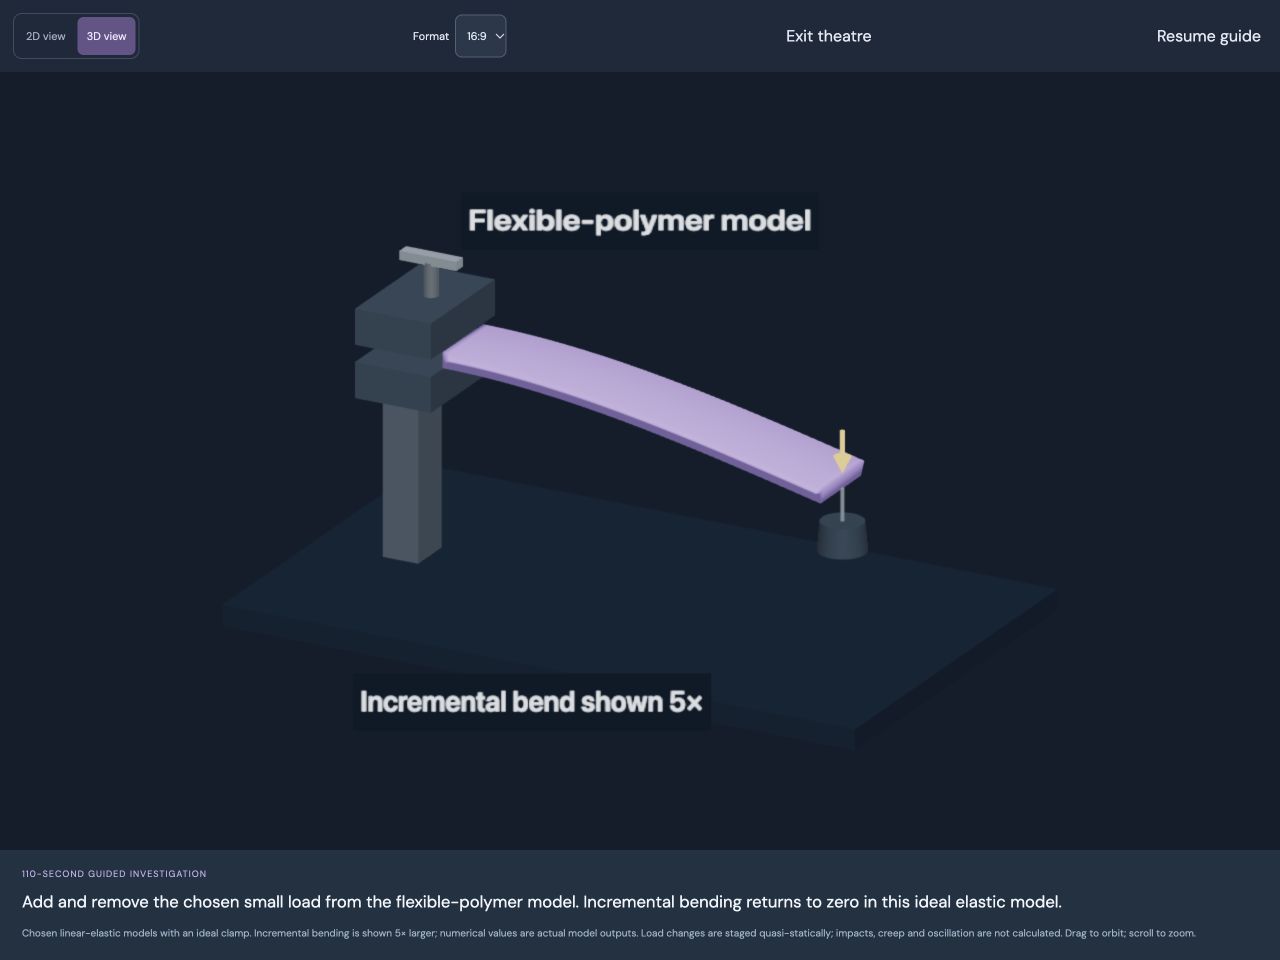 2D view
3D view
Format
16:9
Exit theatre
Resume guide
Flexible-polymer model
Incremental bend shown 5×
110-SECOND GUIDED INVESTIGATION
Add and remove the chosen small load from the flexible-polymer model. Incremental bending returns to zero in this ideal elastic model.
Chosen linear-elastic models with an ideal clamp. Incremental bending is shown 5× larger; numerical values are actual model outputs. Load changes are staged quasi-statically; impacts, creep and oscillation are not calculated. Drag to orbit; scroll to zoom.